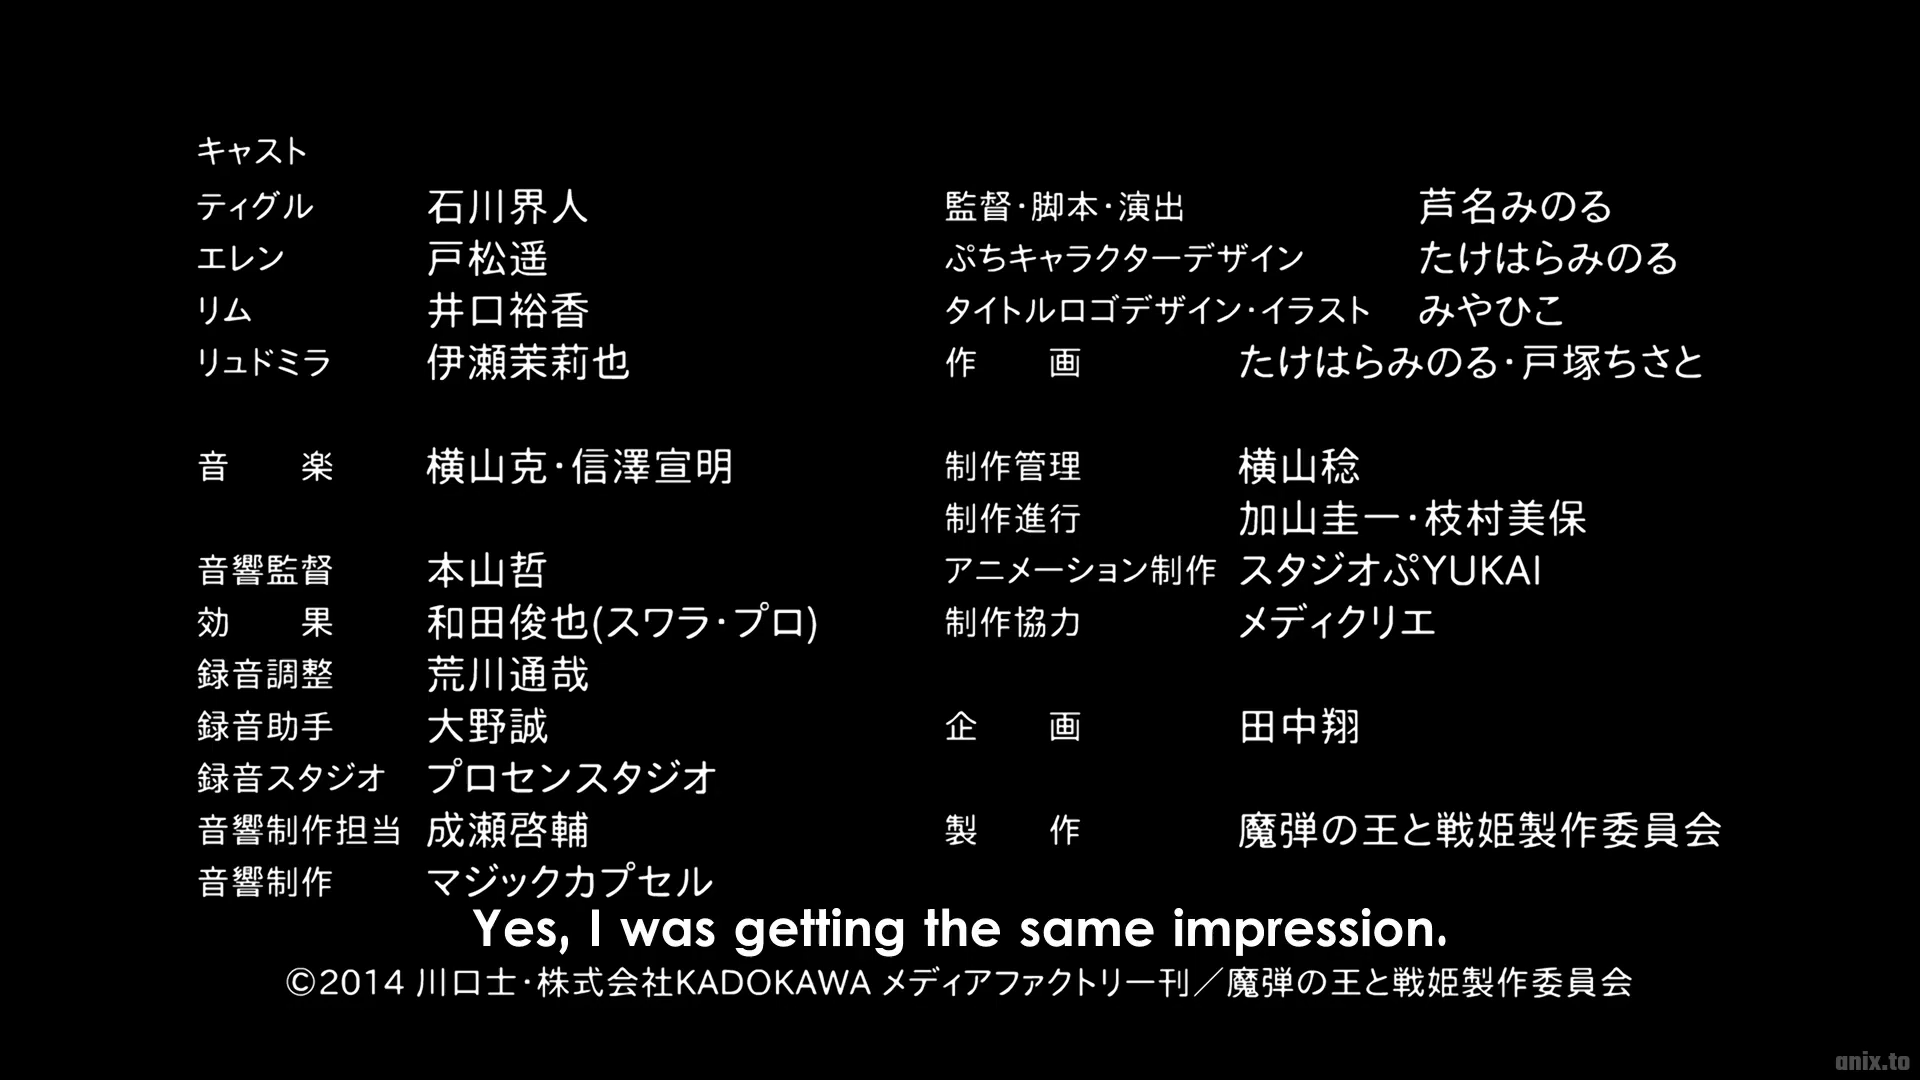 キャスト
ティグル 石川界人
エレン 戸松遥
リム 井口裕香
リュドミラ 伊瀬茉莉也
音 楽 横山克・信澤宣明
音響監督 本山哲
効 果 和田俊也(スワラ・プロ)
録音調整 荒川通哉
録音助手 大野誠
録音スタジオ プロセンスタジオ
音響制作担当 成瀬啓輔
音響制作 マジックカプセル
監督・脚本・演出 芦名みのる
ぷちキャラクターデザイン たけはらみのる
タイトルロゴデザイン・イラスト みやひこ
作 画 たけはらみのる・戸塚ちさと
制作管理 横山稔
制作進行 加山圭一・枝村美保
アニメーション制作 スタジオぷYUKAI
制作協力 メディクリエ
企 画 田中翔
製 作 魔弾の王と戦姫製作委員会
Yes, I was getting the same impression.
©2014 川口士・株式会社KADOKAWA メディアファクトリー刊／魔弾の王と戦姫製作委員会
anix.to